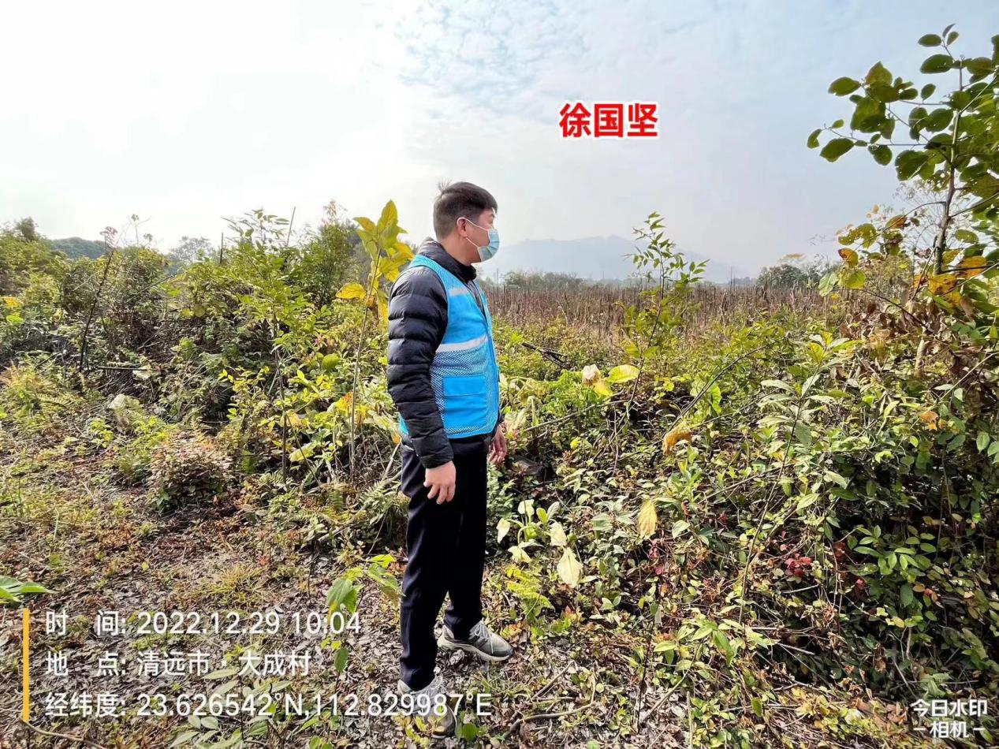 徐国坚
时 间: 2022.12.29 10:04
地 点: 清远市 · 大成村
经纬度: 23.626542°N,112.829987°E
今日水印
相机